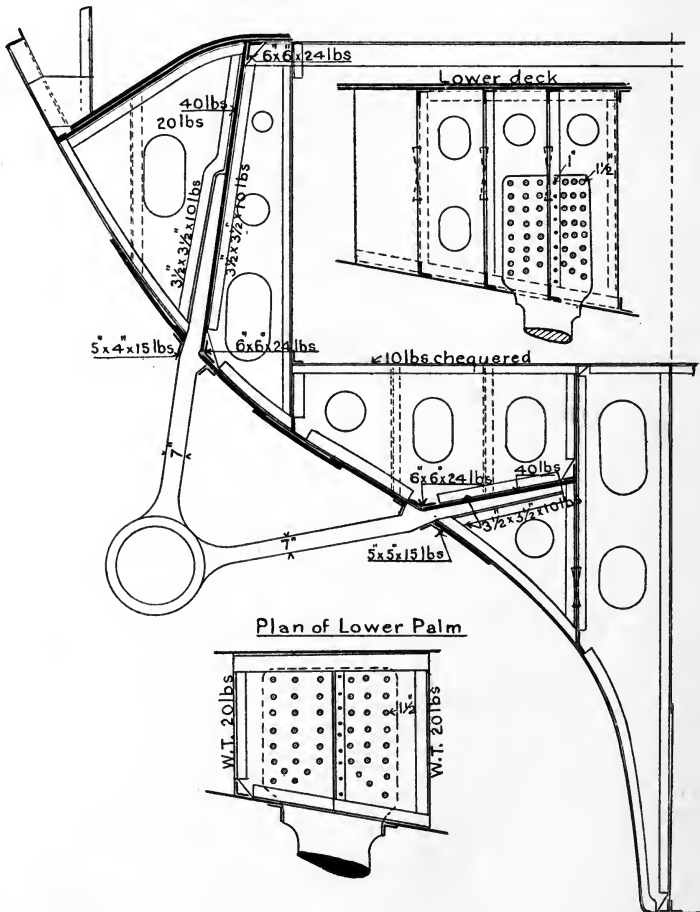 6"x6"x24lbs
Lower deck
40lbs
20lbs
1"
1½"
3½"x3½"x10lbs
3½"x3½"x10lbs
5"x4"x15lbs
6"x6"x24lbs
10lbs chequered
7"
6"x6"x24lbs
40lbs
3½"x3½"x10lbs
7"
5"x5"x15lbs
Plan of Lower Palm
W.T. 20lbs
1½"
W.T. 20lbs